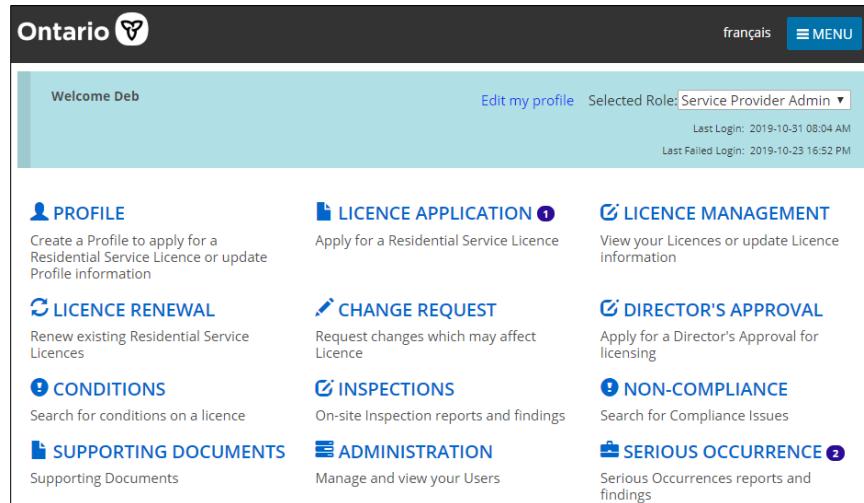 Ontario
français
MENU
Welcome Deb
Edit my profile Selected Role: Service Provider Admin
Last Login: 2019-10-31 08:04 AM
Last Failed Login: 2019-10-23 16:52 PM
PROFILE
Create a Profile to apply for a
Residential Service Licence or update
Profile information
LICENCE APPLICATION 1
Apply for a Residential Service Licence
LICENCE MANAGEMENT
View your Licences or update Licence
information
LICENCE RENEWAL
Renew existing Residential Service
Licences
CHANGE REQUEST
Request changes which may affect
Licence
DIRECTOR'S APPROVAL
Apply for a Director's Approval for
licensing
CONDITIONS
Search for conditions on a licence
INSPECTIONS
On-site Inspection reports and findings
NON-COMPLIANCE
Search for Compliance Issues
SUPPORTING DOCUMENTS
Supporting Documents
ADMINISTRATION
Manage and view your Users
SERIOUS OCCURRENCE 2
Serious Occurrences reports and
findings